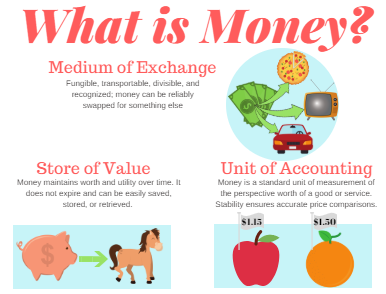 What is Money?
Medium of Exchange
Fungible, transportable, divisible, and
recognized; money can be reliably
swapped for something else
Store of Value
Money maintains worth and utility over time. It
does not expire and can be easily saved,
stored, or retrieved.
Unit of Accounting
Money is a standard unit of measurement of
the perspective worth of a good or service.
Stability ensures accurate price comparisons.
$
$1.15
$1.50